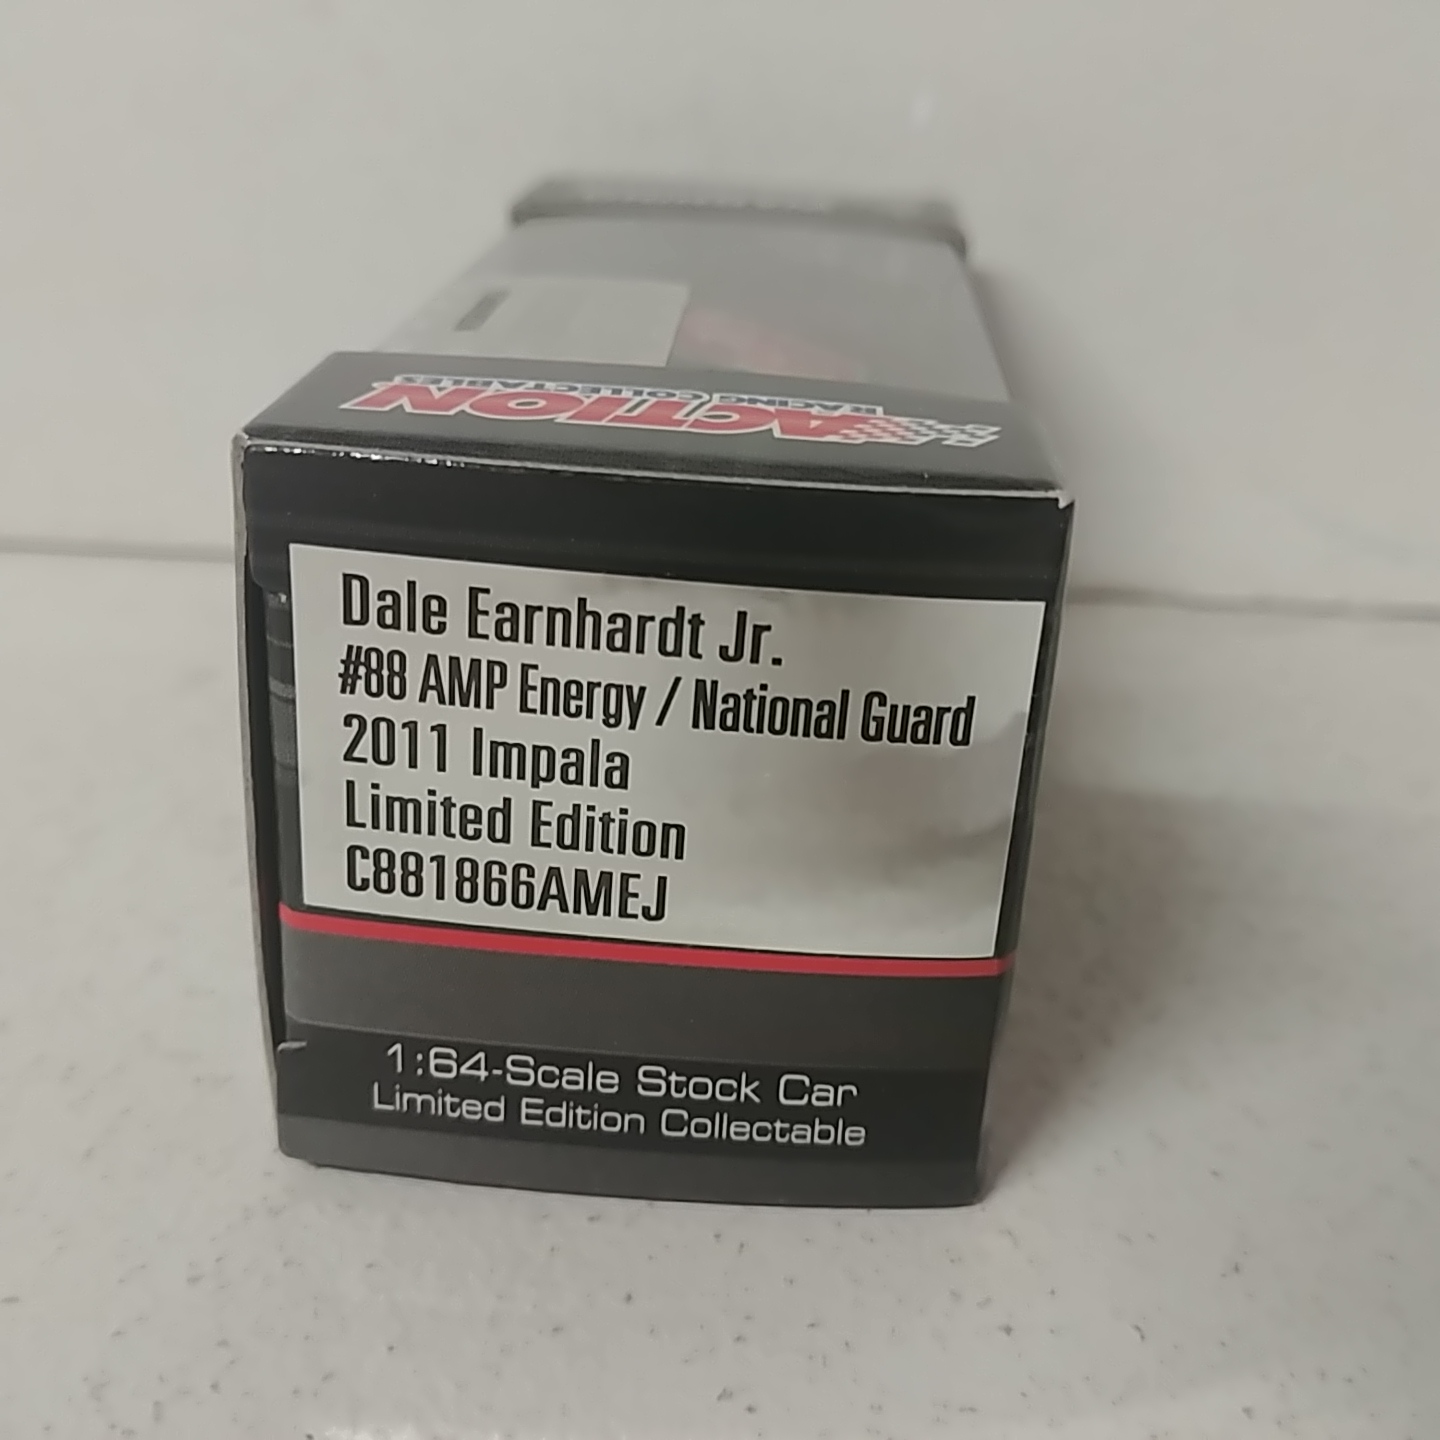 ACTION
RACING COLLECTABLES
Dale Earnhardt Jr.
#88 AMP Energy / National Guard
2011 Impala
Limited Edition
C881866AMEJ
1:64-Scale Stock Car
Limited Edition Collectable